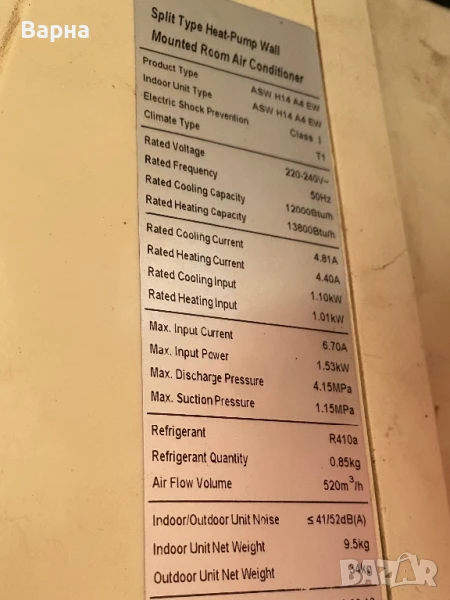 Варна
Split Type Heat-Pump Wall
Mounted Room Air Conditioner
Product Type ASW H14 A4 EW
Indoor Unit Type ASW H14 A4 EW
Electric Shock Prevention Class I
Climate Type T1
Rated Voltage 220-240V~
Rated Frequency 50Hz
Rated Cooling Capacity 12000Btu/h
Rated Heating Capacity 13800Btu/h
Rated Cooling Current 4.81A
Rated Heating Current 4.40A
Rated Cooling Input 1.10kW
Rated Heating Input 1.01kW
Max. Input Current 6.70A
Max. Input Power 1.53kW
Max. Discharge Pressure 4.15MPa
Max. Suction Pressure 1.15MPa
Refrigerant R410a
Refrigerant Quantity 0.85kg
Air Flow Volume 520m³/h
Indoor/Outdoor Unit Noise ≤41/52dB(A)
Indoor Unit Net Weight 9.5kg
Outdoor Unit Net Weight 34kg
BAZAR